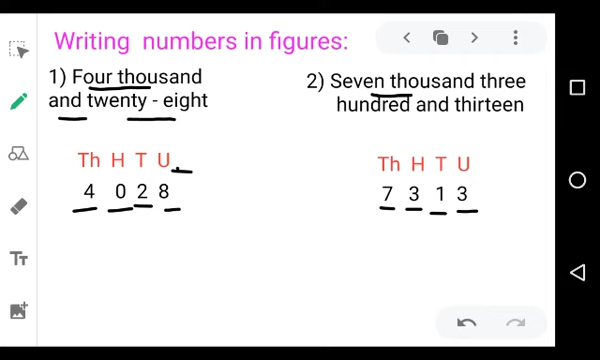 Writing numbers in figures:
1) Four thousand
and twenty - eight
Th H T U
4 0 2 8
2) Seven thousand three
hundred and thirteen
Th H T U
7 3 1 3
TT